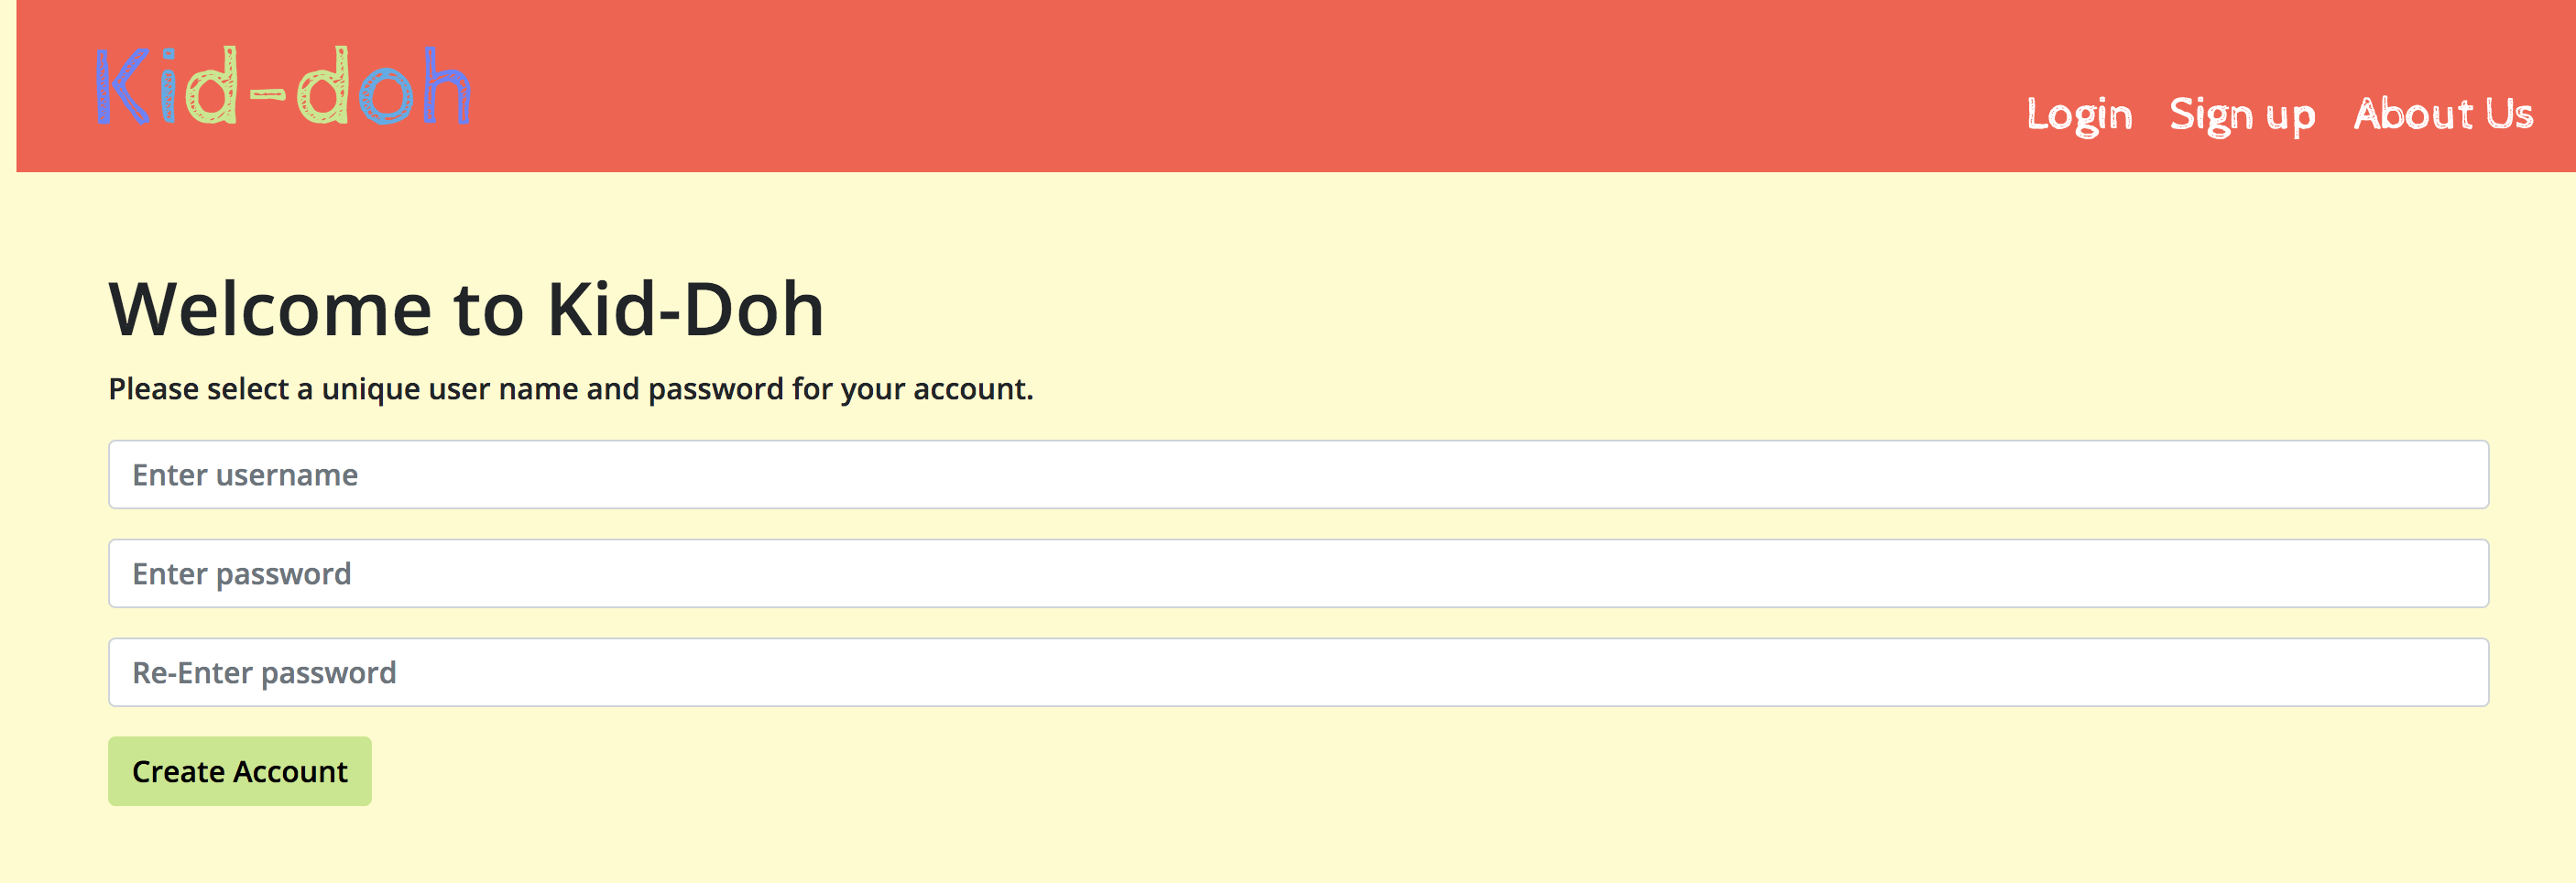 Kid-doh
Login Sign up About Us
Welcome to Kid-Doh
Please select a unique user name and password for your account.
Enter username
Enter password
Re-Enter password
Create Account